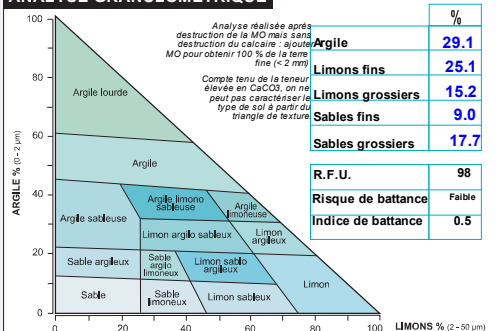 ANALYSE GRANULOMETRIQUE
Analyse réalisée après
destruction de la MO mais sans
destruction du calcaire : ajouter
MO pour obtenir 100 % de la terre
fine (< 2 mm)
Compte tenu de la teneur
élevée en CaCO3, on ne
peut pas caractériser le
type de sol à partir du
triangle de texture.
%
Argile 29.1
Limons fins 25.1
Limons grossiers 15.2
Sables fins 9.0
Sables grossiers 17.7
R.F.U. 98
Risque de battance Faible
Indice de battance 0.5
ARGILE % (0 - 2 µm)
100
80
60
40
20
0
Argile lourde
Argile
Argile sableuse
Argile limono
sableuse
Argile
limoneuse
Limon argilo sableux
Limon
argileux
Sable argileux
Sable
argilo
limoneux
Limon sablo
argileux
Limon
Sable
Sable
limoneux
Limon sableux
0 20 40 60 80 100
LIMONS % (2 - 50 µm)